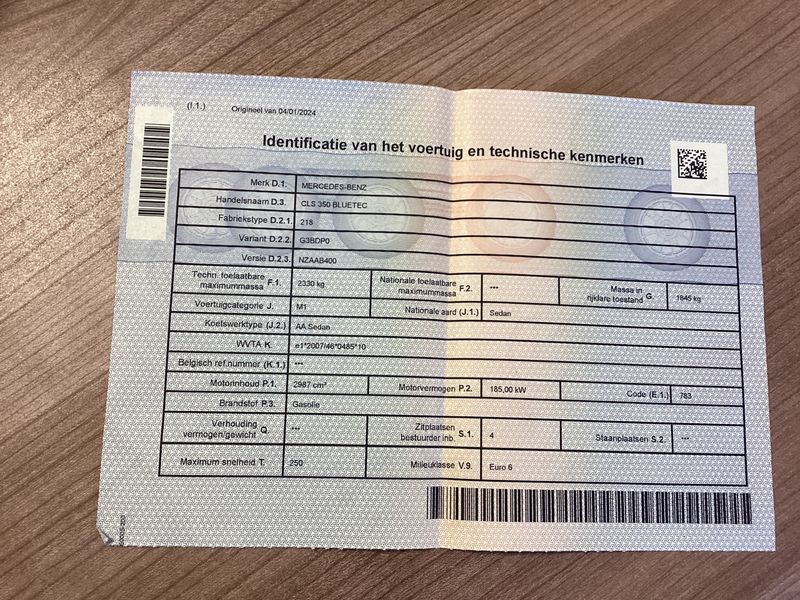 (I.1.) Origineel van 04/01/2024
Identificatie van het voertuig en technische kenmerken
Merk D.1. MERCEDES-BENZ
Handelsnaam D.3. CLS 350 BLUETEC
Fabriekstype D.2.1. 218
Variant D.2.2. G3BDP0
Versie D.2.3. NZAAB400
Techn. toelaatbare maximummassa F.1. 2330 kg Nationale toelaatbare maximummassa F.2. *** Massa in rijklare toestand G. 1845 kg
Voertuigcategorie J. M1 Nationale aard (J.1.) Sedan
Koetswerktype (J.2.) AA Sedan
WVTA K. e1*2007/46*0485*10
Belgisch ref.nummer (K.1.) ***
Motorinhoud P.1. 2987 cm³ Motorvermogen P.2. 185,00 kW Code (E.1.) 783
Brandstof P.3. Gasolie
Verhouding vermogen/gewicht Q. *** Zitplaatsen bestuurder inb. S.1. 4 Staanplaatsen S.2. ***
Maximum snelheid T. 250 Milieuklasse V.9. Euro 6